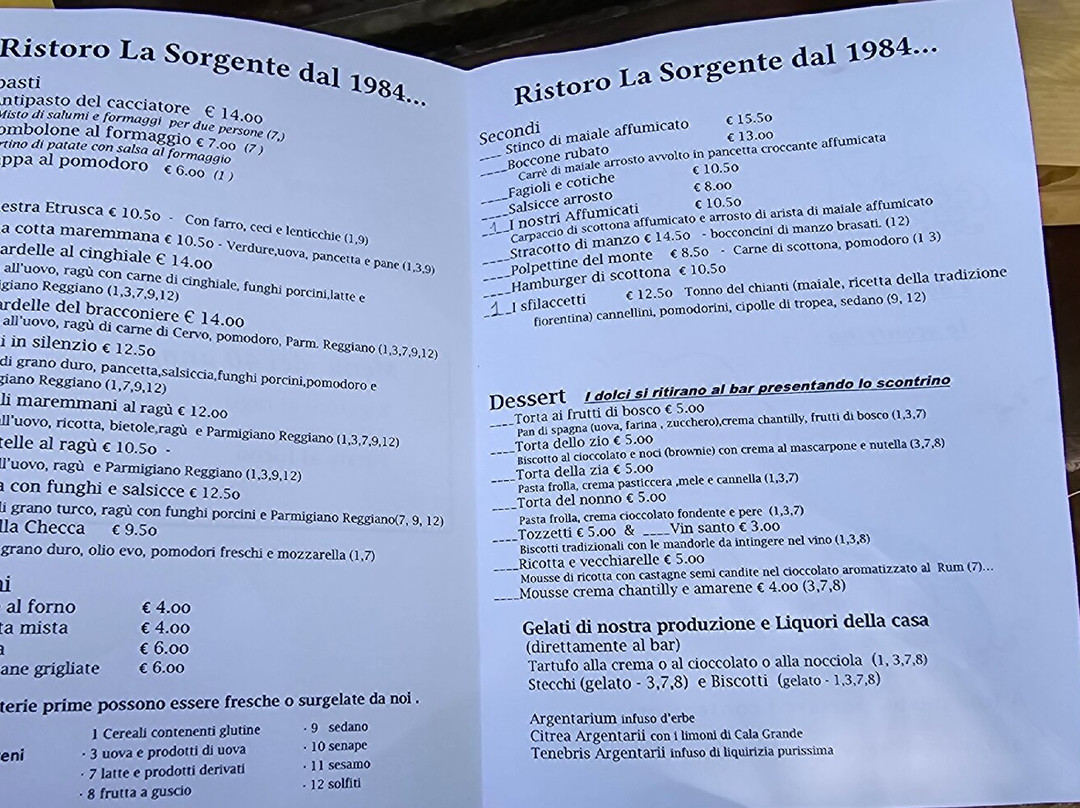 Ristoro La Sorgente dal 1984...
pasti
ntipasto del cacciatore € 14.00
Misto di salumi e formaggi per due persone (7,)
ombolone al formaggio € 7.00 (7)
rtino di patate con salsa al formaggio
appa al pomodoro € 6.00 (1)
estra Etrusca € 10.50 - Con farro, ceci e lenticchie (1,9)
a cotta maremmana € 10.50 - Verdure,uova, pancetta e pane (1,3,9)
ardelle al cinghiale € 14.00
all'uovo, ragù con carne di cinghiale, funghi porcini,latte e
igiano Reggiano (1,3,7,9,12)
ardelle del bracconiere € 14.00
all'uovo, ragù di carne di Cervo, pomodoro, Parm. Reggiano (1,3,7,9,12)
i in silenzio € 12.50
di grano duro, pancetta,salsiccia,funghi porcini,pomodoro e
giano Reggiano (1,7,9,12)
li maremmani al ragù € 12.00
all'uovo, ricotta, bietole,ragù e Parmigiano Reggiano (1,3,7,9,12)
telle al ragù € 10.50 -
ll'uovo, ragù e Parmigiano Reggiano (1,3,9,12)
a con funghi e salsicce € 12.50
li grano turco, ragù con funghi porcini e Parmigiano Reggiano(7, 9, 12)
lla Checca € 9.50
grano duro, olio evo, pomodori freschi e mozzarella (1,7)
ni
al forno € 4.00
ta mista € 4.00
a € 6.00
ane grigliate € 6.00
terie prime possono essere fresche o surgelate da noi .
eni
1 Cereali contenenti glutine
· 3 uova e prodotti di uova
· 7 latte e prodotti derivati
· 8 frutta a guscio
· 9 sedano
· 10 senape
· 11 sesamo
· 12 solfiti
Ristoro La Sorgente dal 1984...
Secondi
___ Stinco di maiale affumicato € 15.50
____Boccone rubato € 13.00
Carrè di maiale arrosto avvolto in pancetta croccante affumicata
____Fagioli e cotiche € 10.50
____Salsicce arrosto € 8.00
_1_I nostri Affumicati € 10.50
Carpaccio di scottona affumicato e arrosto di arista di maiale affumicato
____Stracotto di manzo € 14.50 - bocconcini di manzo brasati. (12)
____Polpettine del monte € 8.50 - Carne di scottona, pomodoro (1 3)
____Hamburger di scottona € 10.50
_1_I sfilaccetti € 12.50 Tonno del chianti (maiale, ricetta della tradizione
fiorentina) cannellini, pomodorini, cipolle di tropea, sedano (9, 12)
Dessert I dolci si ritirano al bar presentando lo scontrino
____Torta ai frutti di bosco € 5.00
Pan di spagna (uova, farina , zucchero),crema chantilly, frutti di bosco (1,3,7)
____Torta dello zio € 5.00
Biscotto al cioccolato e noci (brownie) con crema al mascarpone e nutella (3,7,8)
____Torta della zia € 5.00
Pasta frolla, crema pasticcera ,mele e cannella (1,3,7)
____Torta del nonno € 5.00
Pasta frolla, crema cioccolato fondente e pere (1,3,7)
____Tozzetti € 5.00 & ____Vin santo € 3.00
Biscotti tradizionali con le mandorle da intingere nel vino (1,3,8)
____Ricotta e vecchiarelle € 5.00
Mousse di ricotta con castagne semi candite nel cioccolato aromatizzato al Rum (7)...
____Mousse crema chantilly e amarene € 4.00 (3,7,8)
Gelati di nostra produzione e Liquori della casa
(direttamente al bar)
Tartufo alla crema o al cioccolato o alla nocciola (1, 3,7,8)
Stecchi (gelato - 3,7,8) e Biscotti (gelato - 1,3,7,8)
Argentarium infuso d'erbe
Citrea Argentarii con i limoni di Cala Grande
Tenebris Argentarii infuso di liquirizia purissima